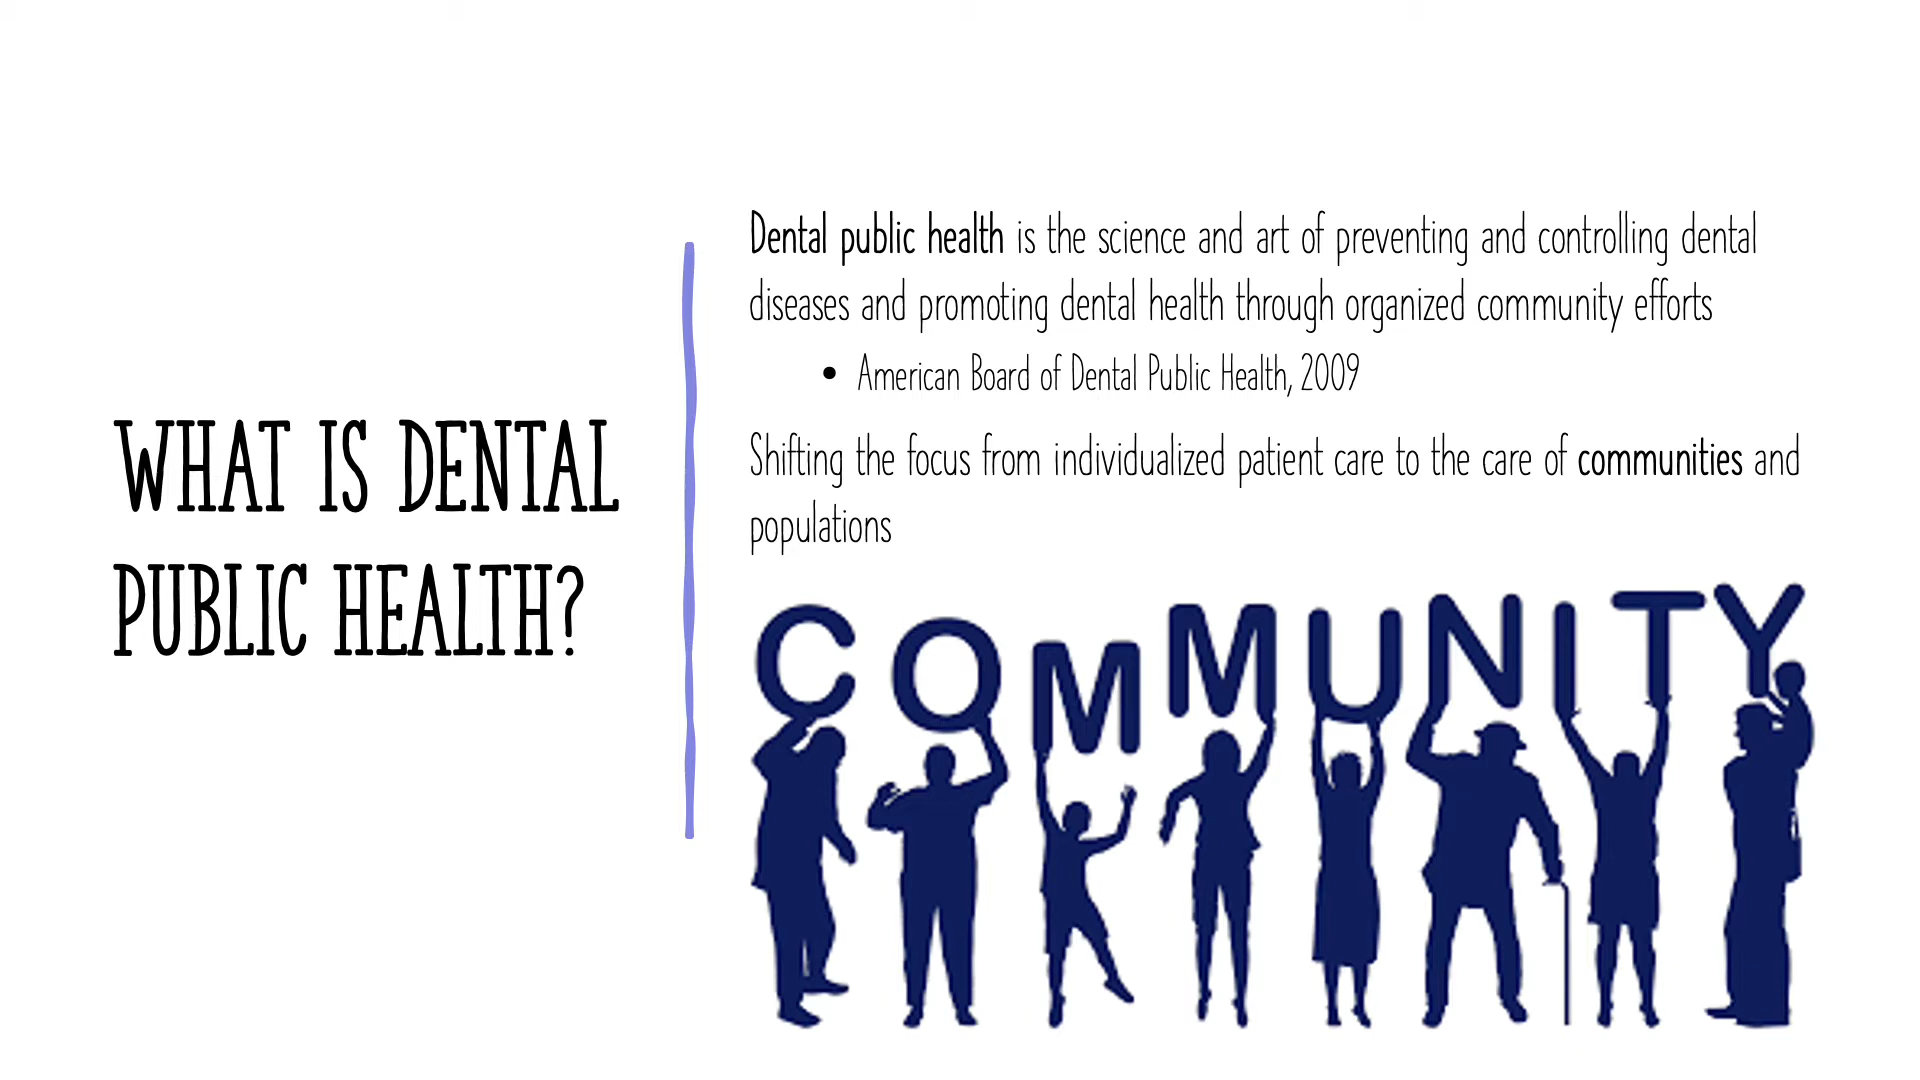 WHAT IS DENTAL
PUBLIC HEALTH?
Dental public health is the science and art of preventing and controlling dental
diseases and promoting dental health through organized community efforts
• American Board of Dental Public Health, 2009
Shifting the focus from individualized patient care to the care of communities and
populations
COMMUNITY